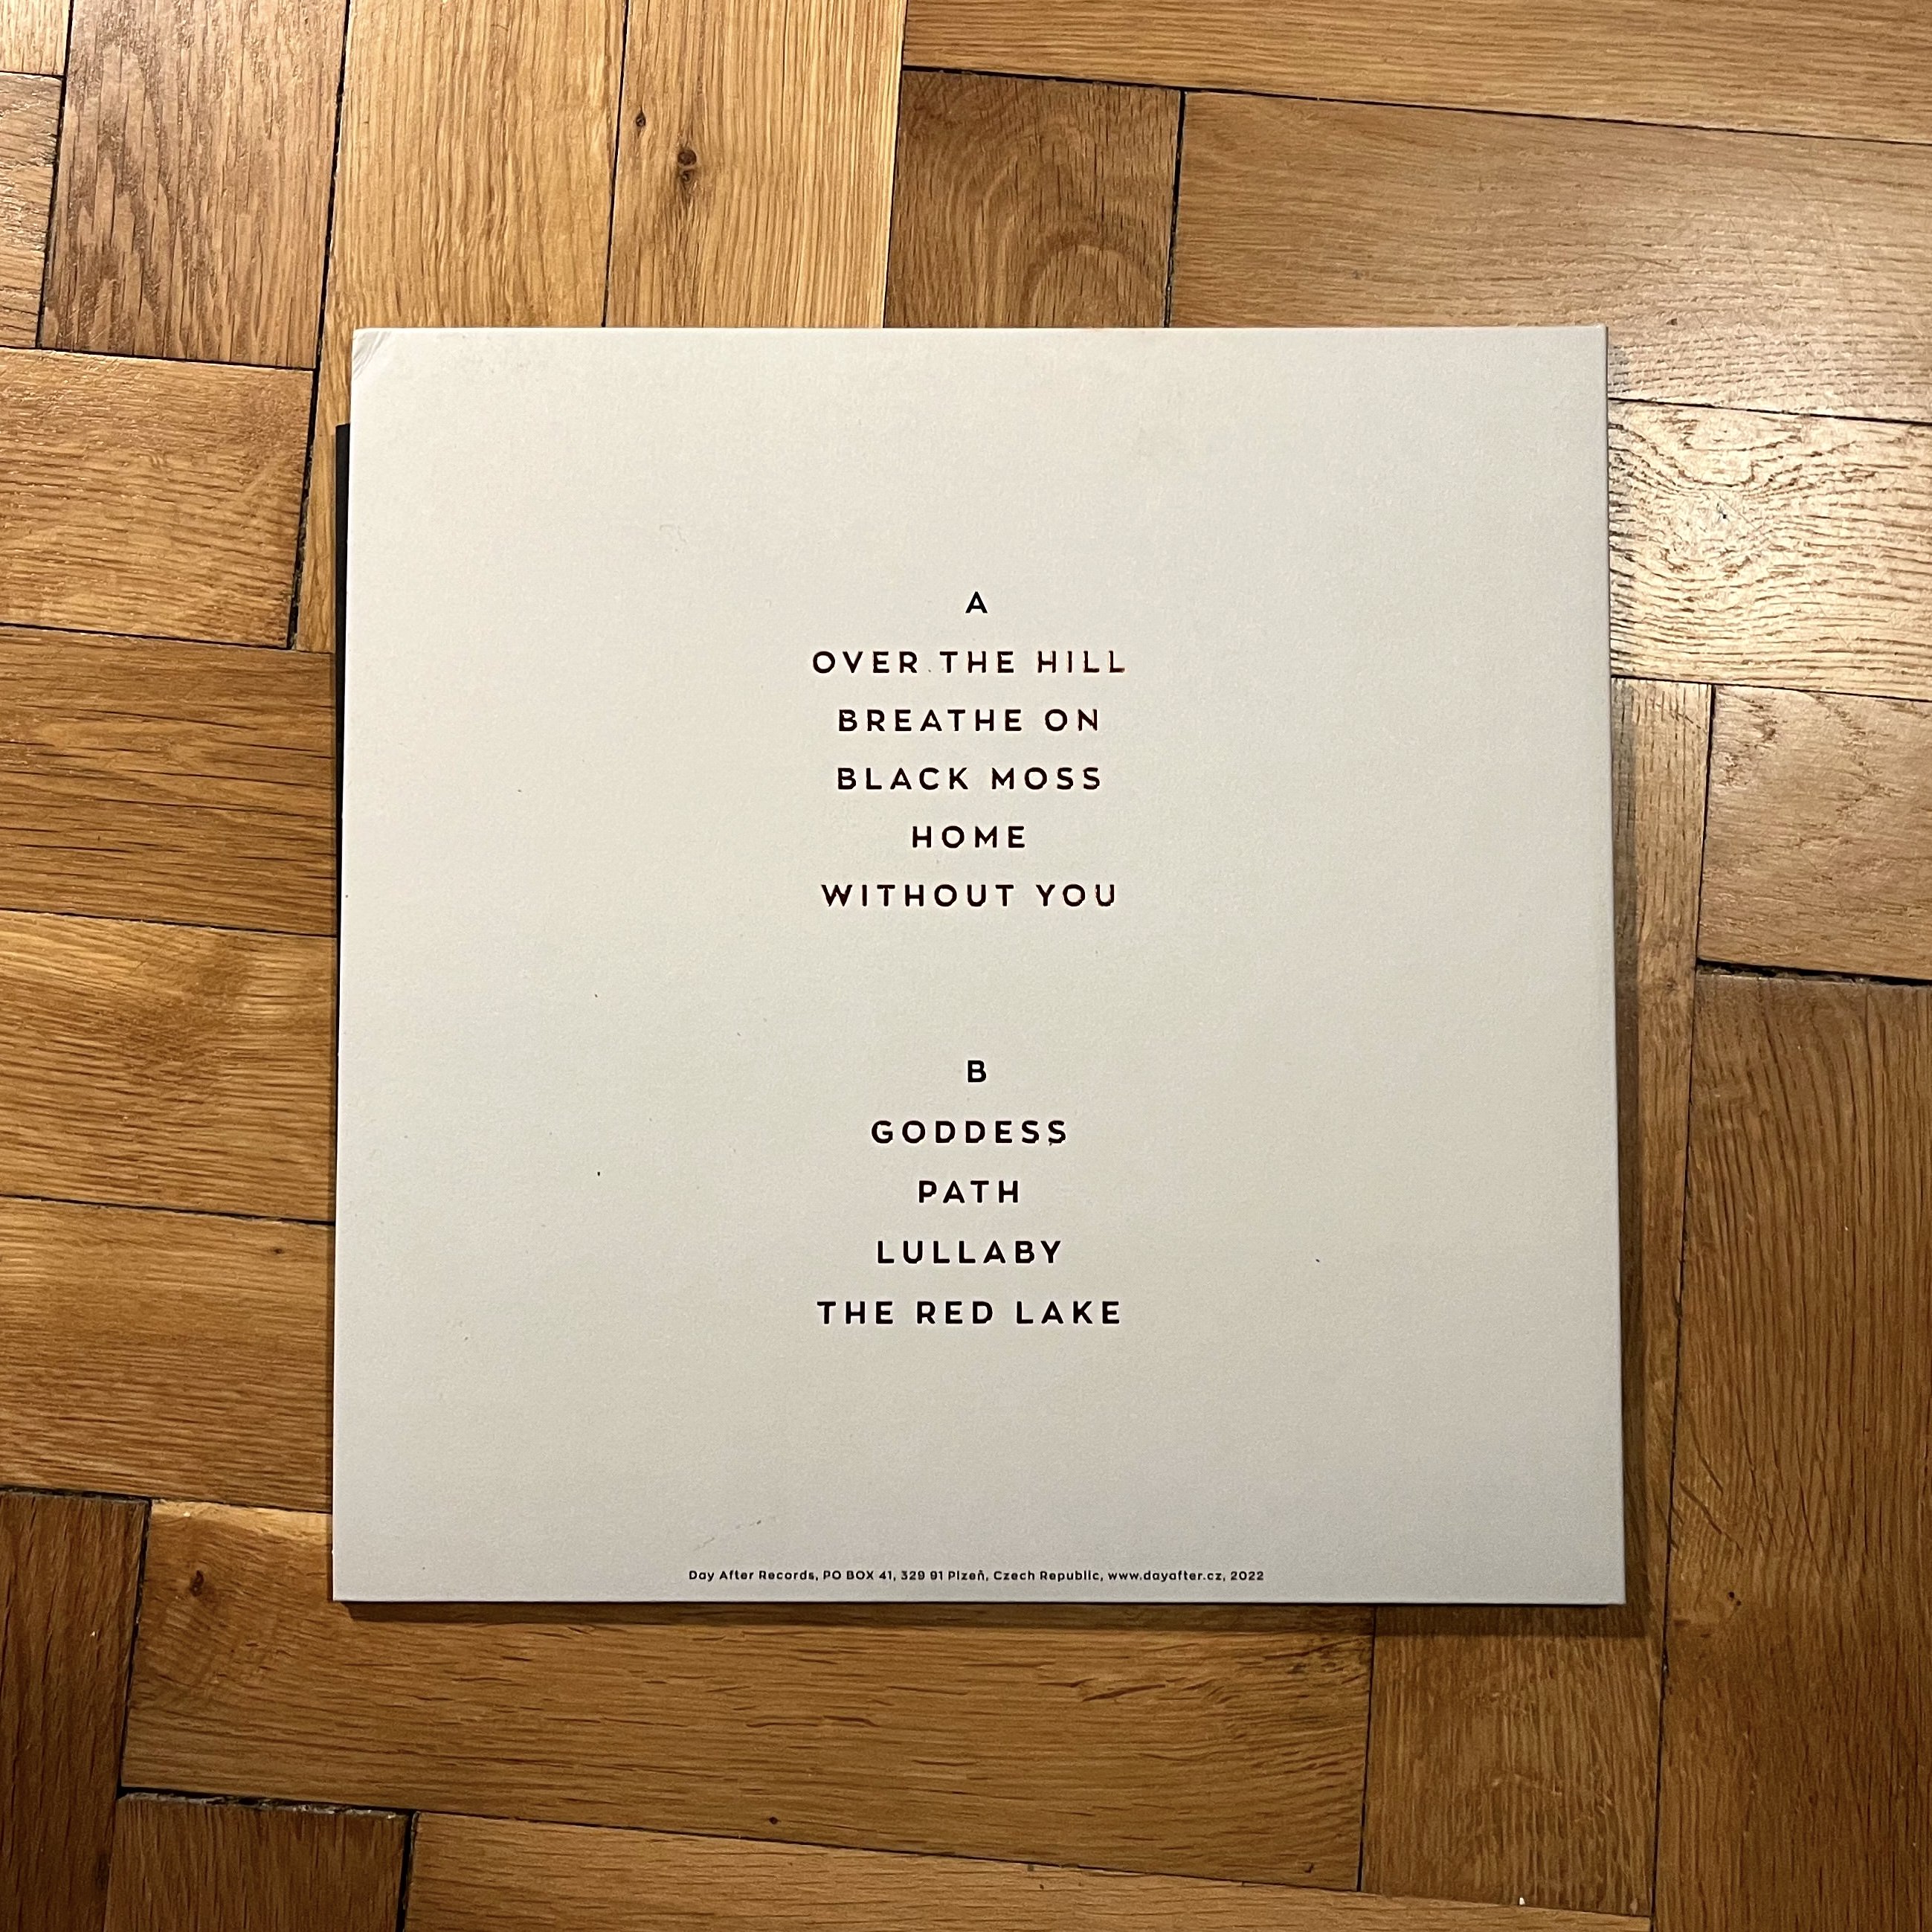 A
OVER THE HILL
BREATHE ON
BLACK MOSS
HOME
WITHOUT YOU
B
GODDESS
PATH
LULLABY
THE RED LAKE
Day After Records, PO BOX 41, 329 91 Plzeň, Czech Republic, www.dayafter.cz, 2022